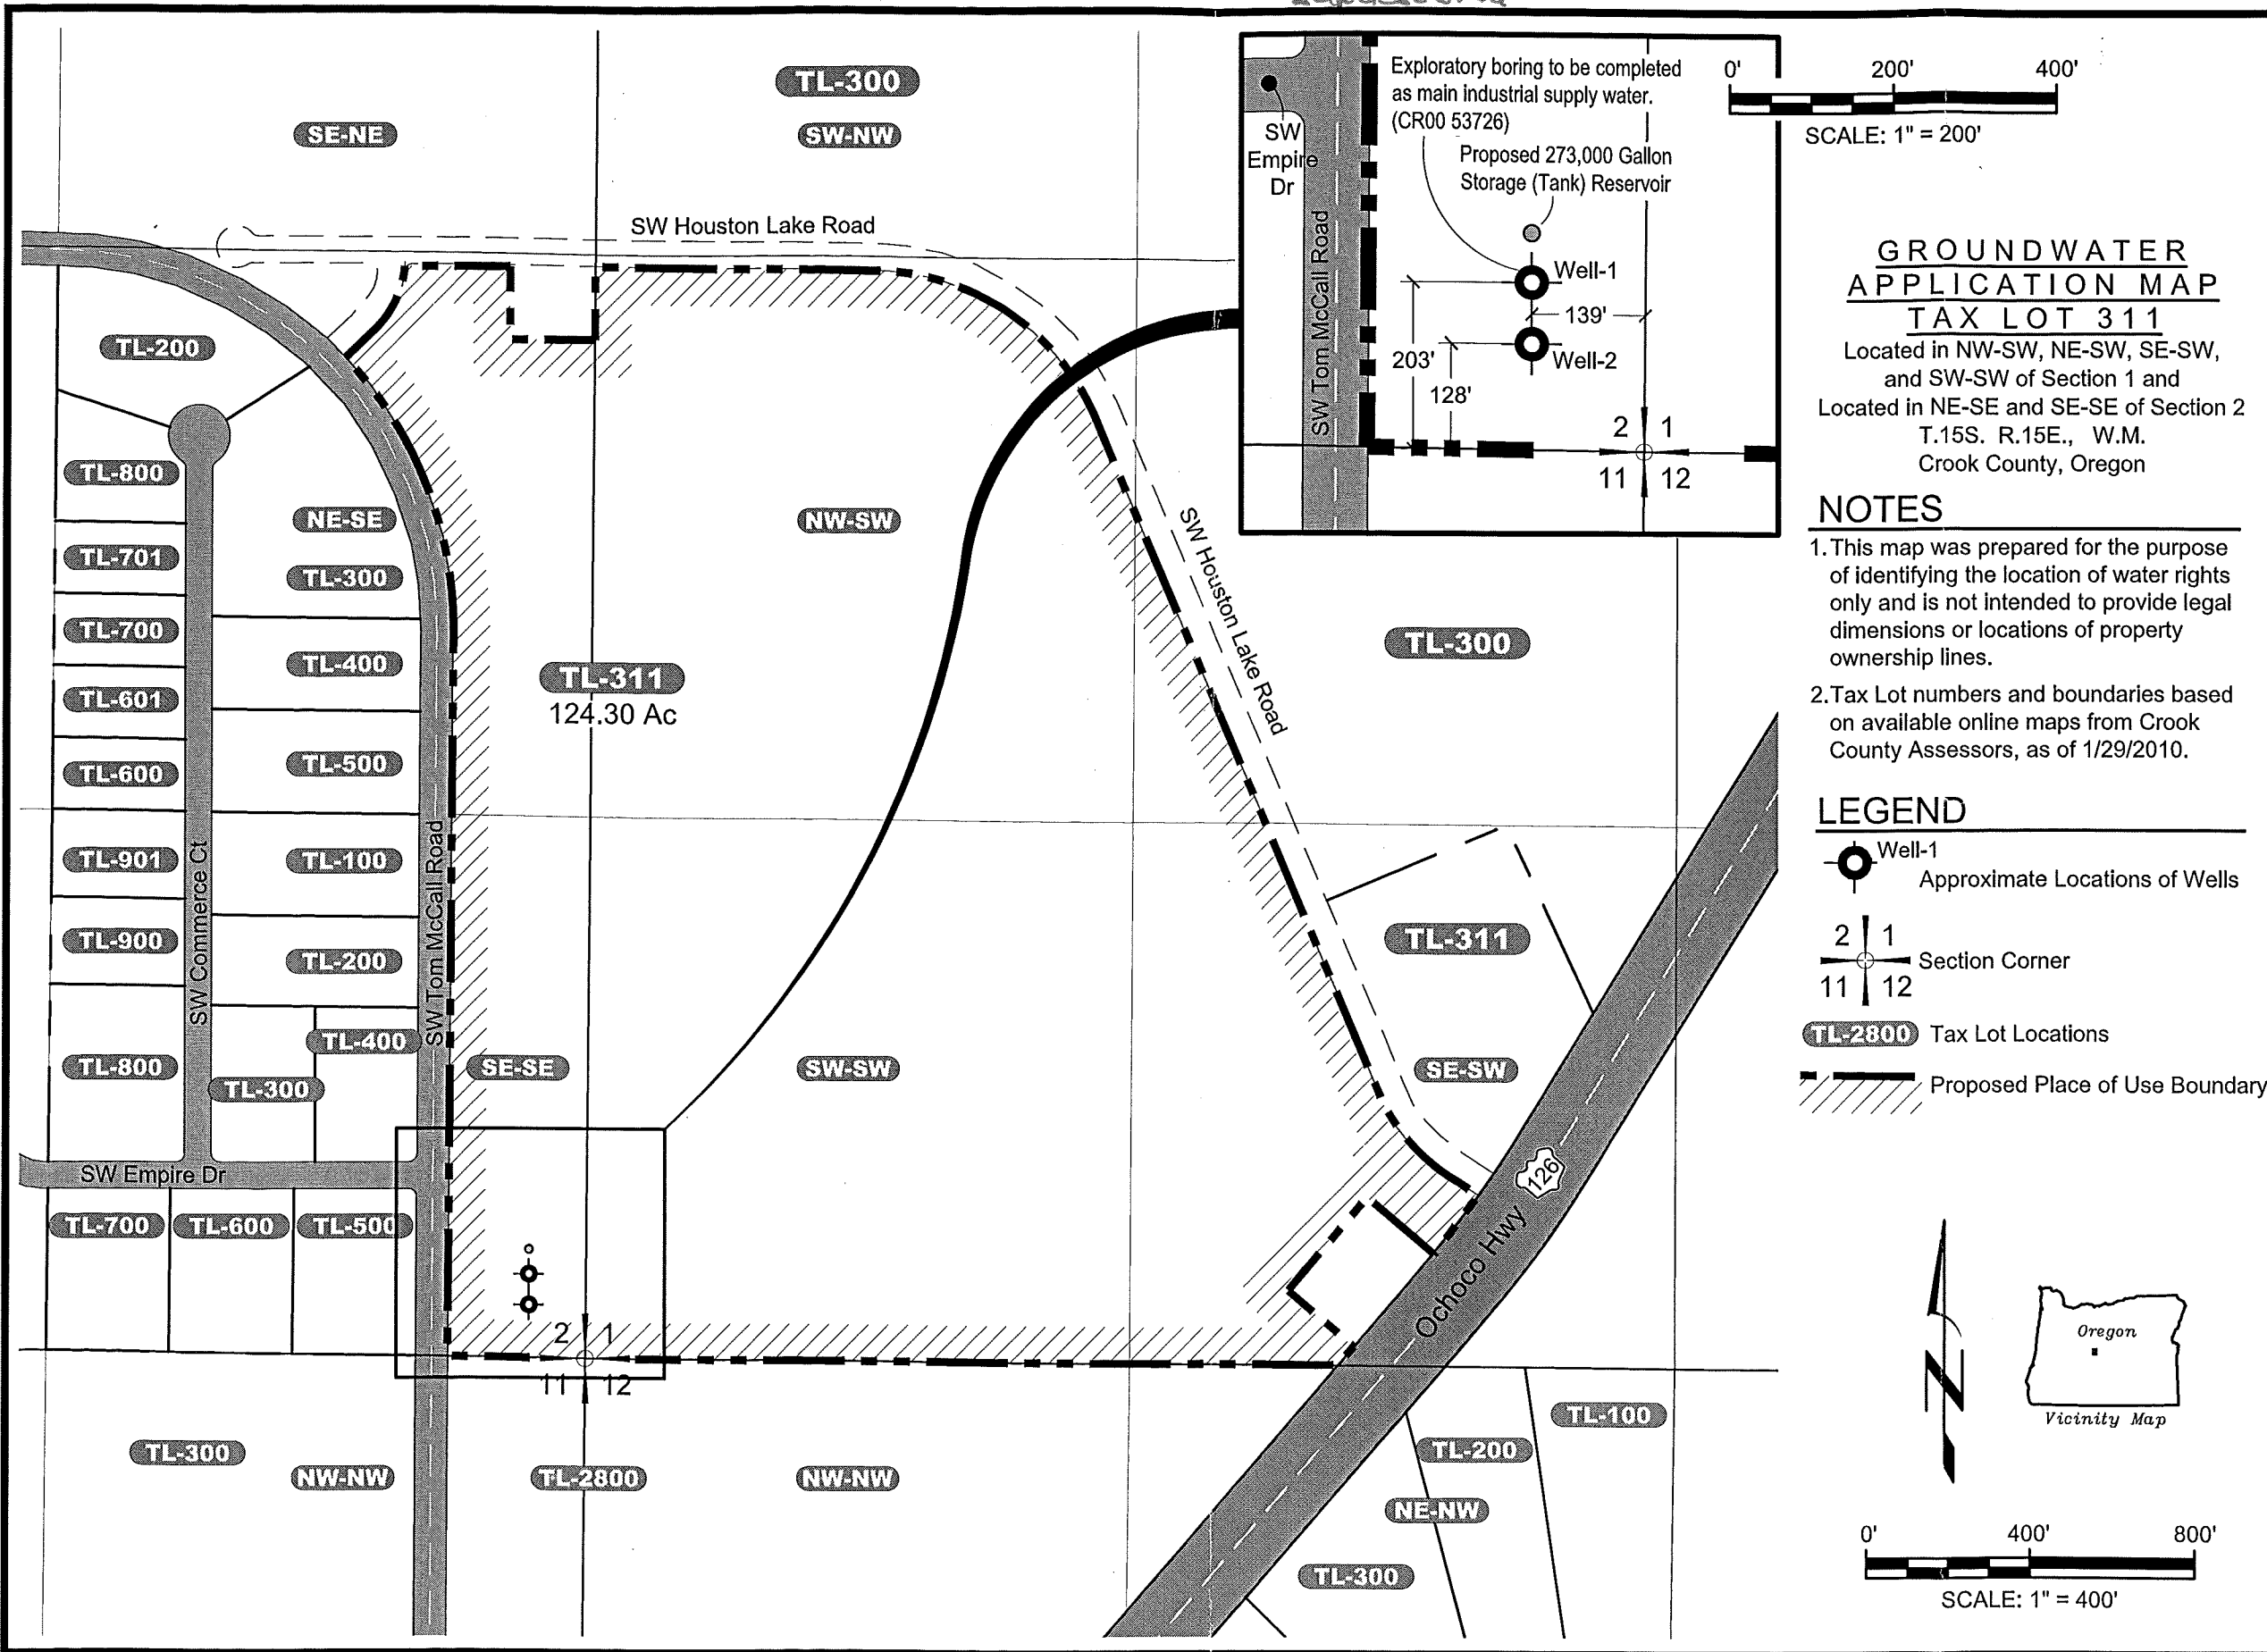 TL-300
SE-NE
SW-NW
SW Houston Lake Road
TL-200
TL-800
NE-SE
NW-SW
TL-701
TL-300
TL-700
TL-400
TL-601
TL-311
124.30 Ac
TL-600
TL-500
TL-901
TL-100
TL-900
TL-200
SW Commerce Ct
SW Tom McCall Road
TL-400
TL-800
TL-300
SE-SE
SW-SW
SW Houston Lake Road
TL-300
TL-311
SE-SW
SW Empire Dr
TL-700
TL-600
TL-500
2 1
11 12
126
Ochoco Hwy
TL-300
NW-NW
TL-2800
NW-NW
TL-100
TL-200
NE-NW
TL-300
Exploratory boring to be completed
as main industrial supply water.
(CR00 53726)
SW
Empire
Dr
Proposed 273,000 Gallon
Storage (Tank) Reservoir
SW Tom McCall Road
Well-1
139'
203'
Well-2
128'
2 1
11 12
0' 200' 400'
SCALE: 1" = 200'
GROUNDWATER
APPLICATION MAP
TAX LOT 311
Located in NW-SW, NE-SW, SE-SW,
and SW-SW of Section 1 and
Located in NE-SE and SE-SE of Section 2
T.15S. R.15E., W.M.
Crook County, Oregon
NOTES
1. This map was prepared for the purpose
of identifying the location of water rights
only and is not intended to provide legal
dimensions or locations of property
ownership lines.
2. Tax Lot numbers and boundaries based
on available online maps from Crook
County Assessors, as of 1/29/2010.
LEGEND
Well-1
Approximate Locations of Wells
2 1
Section Corner
11 12
TL-2800 Tax Lot Locations
Proposed Place of Use Boundary
N
Oregon
Vicinity Map
0' 400' 800'
SCALE: 1" = 400'